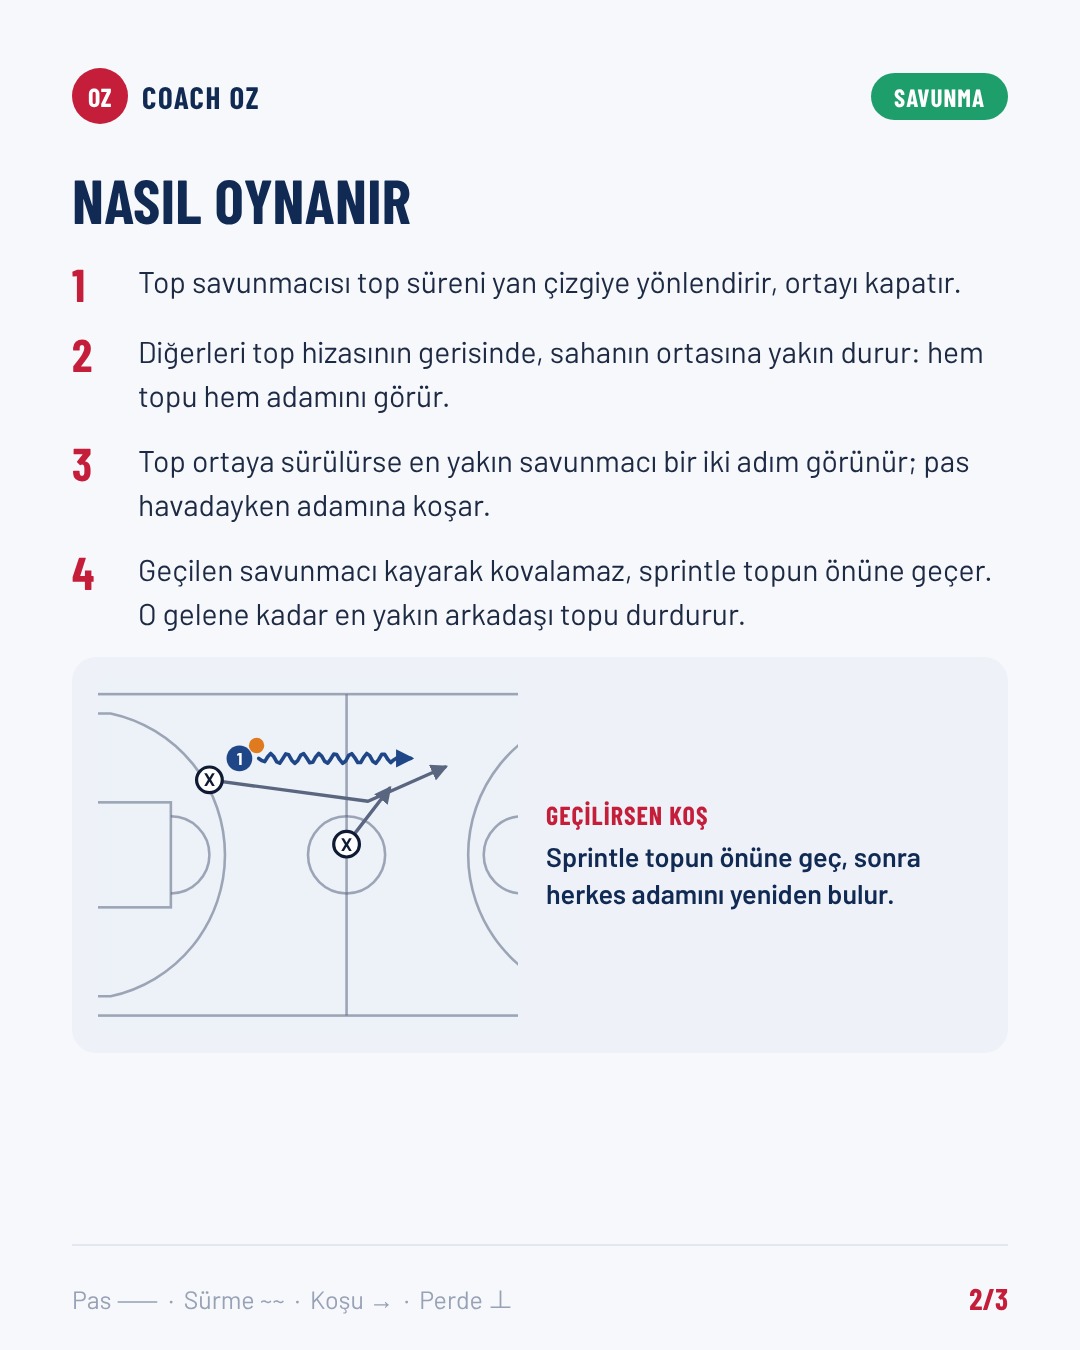 OZ COACH OZ
SAVUNMA
NASIL OYNANIR
1 Top savunmacısı top süreni yan çizgiye yönlendirir, ortayı kapatır.
2 Diğerleri top hizasının gerisinde, sahanın ortasına yakın durur: hem
topu hem adamını görür.
3 Top ortaya sürülürse en yakın savunmacı bir iki adım görünür; pas
havadayken adamına koşar.
4 Geçilen savunmacı kayarak kovalamaz, sprintle topun önüne geçer.
O gelene kadar en yakın arkadaşı topu durdurur.
1
X
X
GEÇİLİRSEN KOŞ
Sprintle topun önüne geç, sonra
herkes adamını yeniden bulur.
Pas —— · Sürme ~~ · Koşu → · Perde ⊥
2/3